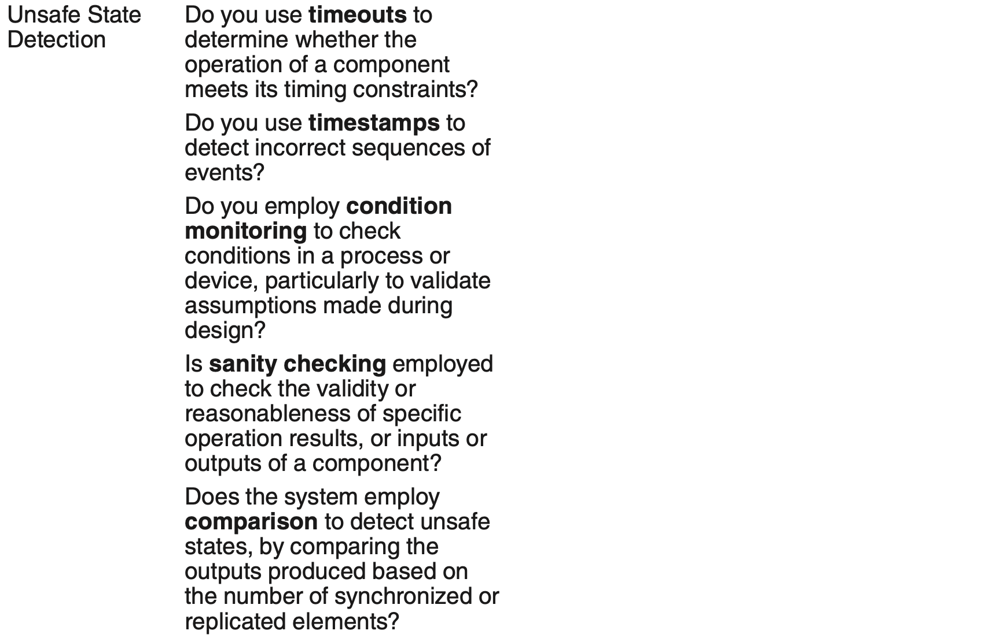 Unsafe State
Detection
Do you use timeouts to
determine whether the
operation of a component
meets its timing constraints?
Do you use timestamps to
detect incorrect sequences of
events?
Do you employ condition
monitoring to check
conditions in a process or
device, particularly to validate
assumptions made during
design?
Is sanity checking employed
to check the validity or
reasonableness of specific
operation results, or inputs or
outputs of a component?
Does the system employ
comparison to detect unsafe
states, by comparing the
outputs produced based on
the number of synchronized or
replicated elements?